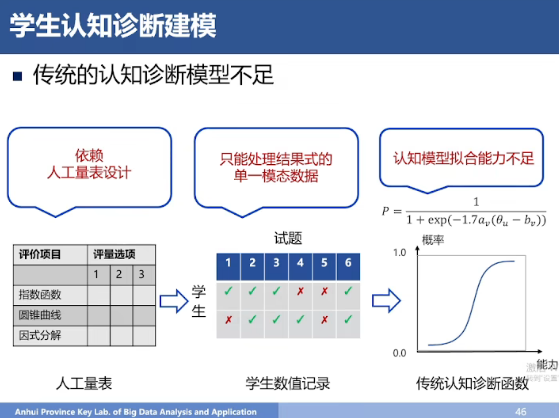 学生认知诊断建模
■ 传统的认知诊断模型不足
依赖
人工量表设计
只能处理结果式的
单一模态数据
认知模型拟合能力不足
P = 1 / (1 + exp(−1.7a_v(θ_u − b_v)))
评价项目 评量选项
1 2 3
指数函数
圆锥曲线
因式分解
人工量表
试题
学生
1 2 3 4 5 6
✓ ✓ ✓ ✗ ✗ ✓
✗ ✓ ✓ ✓ ✗ ✓
学生数值记录
概率
1.0
0.0
能力
传统认知诊断函数
Anhui Province Key Lab. of Big Data Analysis and Application
46